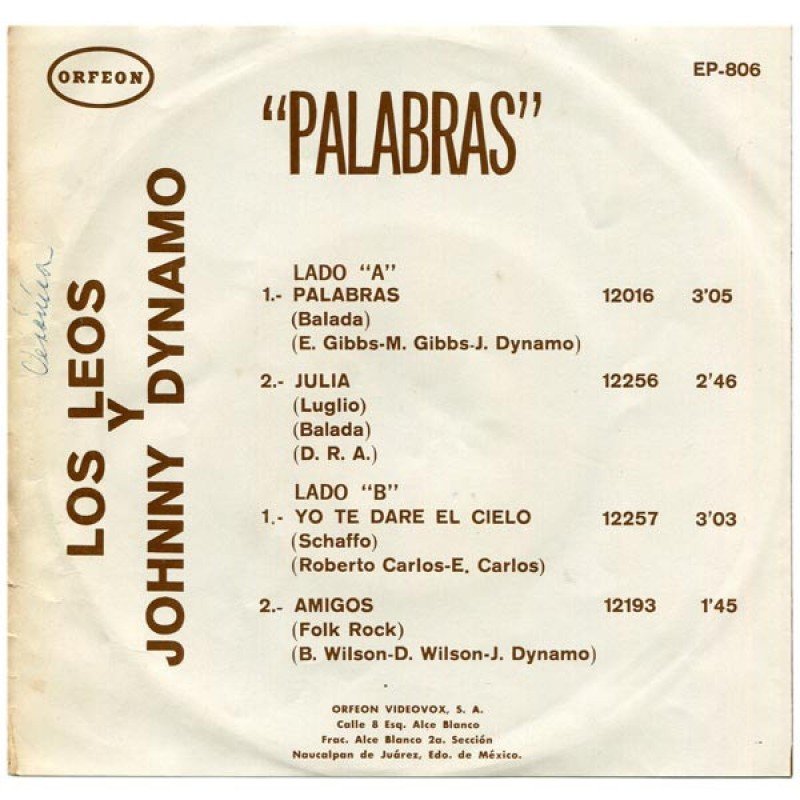 ORFEON
EP-806
"PALABRAS"
LOS LEOS
Y
JOHNNY DYNAMO
LADO "A"
1.- PALABRAS 12016 3'05
(Balada)
(E. Gibbs-M. Gibbs-J. Dynamo)
2.- JULIA 12256 2'46
(Luglio)
(Balada)
(D. R. A.)
LADO "B"
1.- YO TE DARE EL CIELO 12257 3'03
(Schaffo)
(Roberto Carlos-E. Carlos)
2.- AMIGOS 12193 1'45
(Folk Rock)
(B. Wilson-D. Wilson-J. Dynamo)
ORFEON VIDEOVOX, S. A.
Calle 8 Esq. Alce Blanco
Frac. Alce Blanco 2a. Sección
Naucalpan de Juárez, Edo. de México.